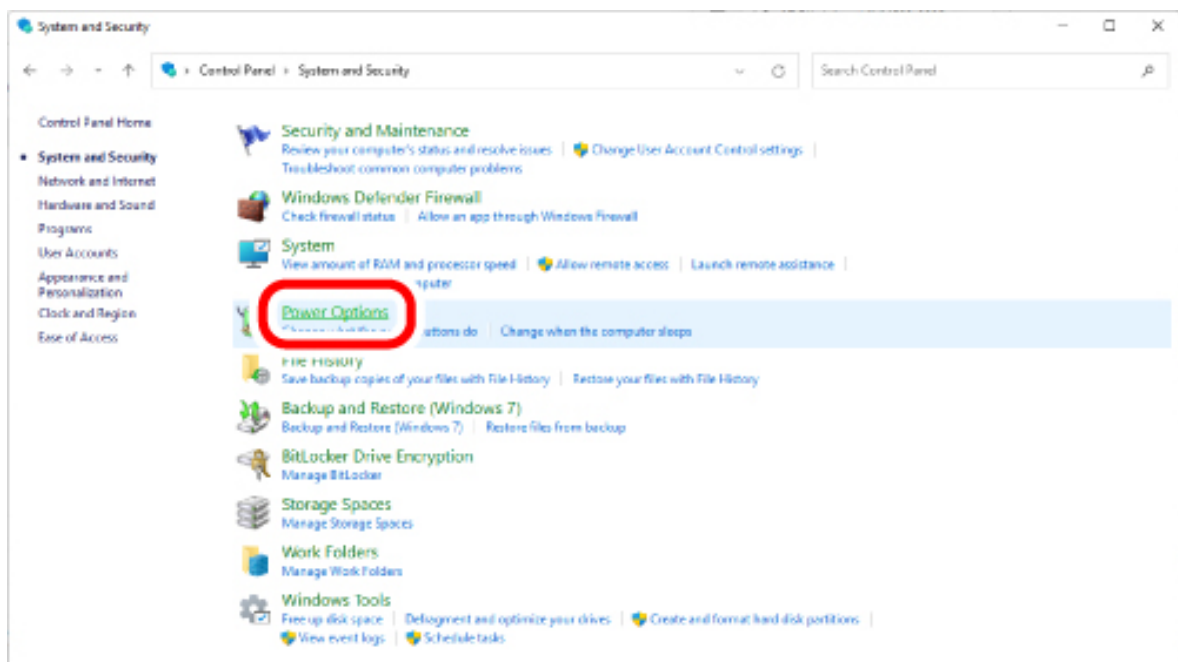 System and Security
Control Panel › System and Security
Search Control Panel
Control Panel Home
System and Security
Network and Internet
Hardware and Sound
Programs
User Accounts
Appearance and
Personalization
Clock and Region
Ease of Access
Security and Maintenance
Review your computer's status and resolve issues | Change User Account Control settings |
Troubleshoot common computer problems
Windows Defender Firewall
Check firewall status | Allow an app through Windows Firewall
System
View amount of RAM and processor speed | Allow remote access | Launch remote assistance |
Power Options
do | Change when the computer sleeps
File History
Save backup copies of your files with File History | Restore your files with File History
Backup and Restore (Windows 7)
Backup and Restore (Windows 7) | Restore files from backup
BitLocker Drive Encryption
Manage BitLocker
Storage Spaces
Manage Storage Spaces
Work Folders
Manage Work Folders
Windows Tools
Free up disk space | Defragment and optimize your drives | Create and format hard disk partitions |
View event logs | Schedule tasks